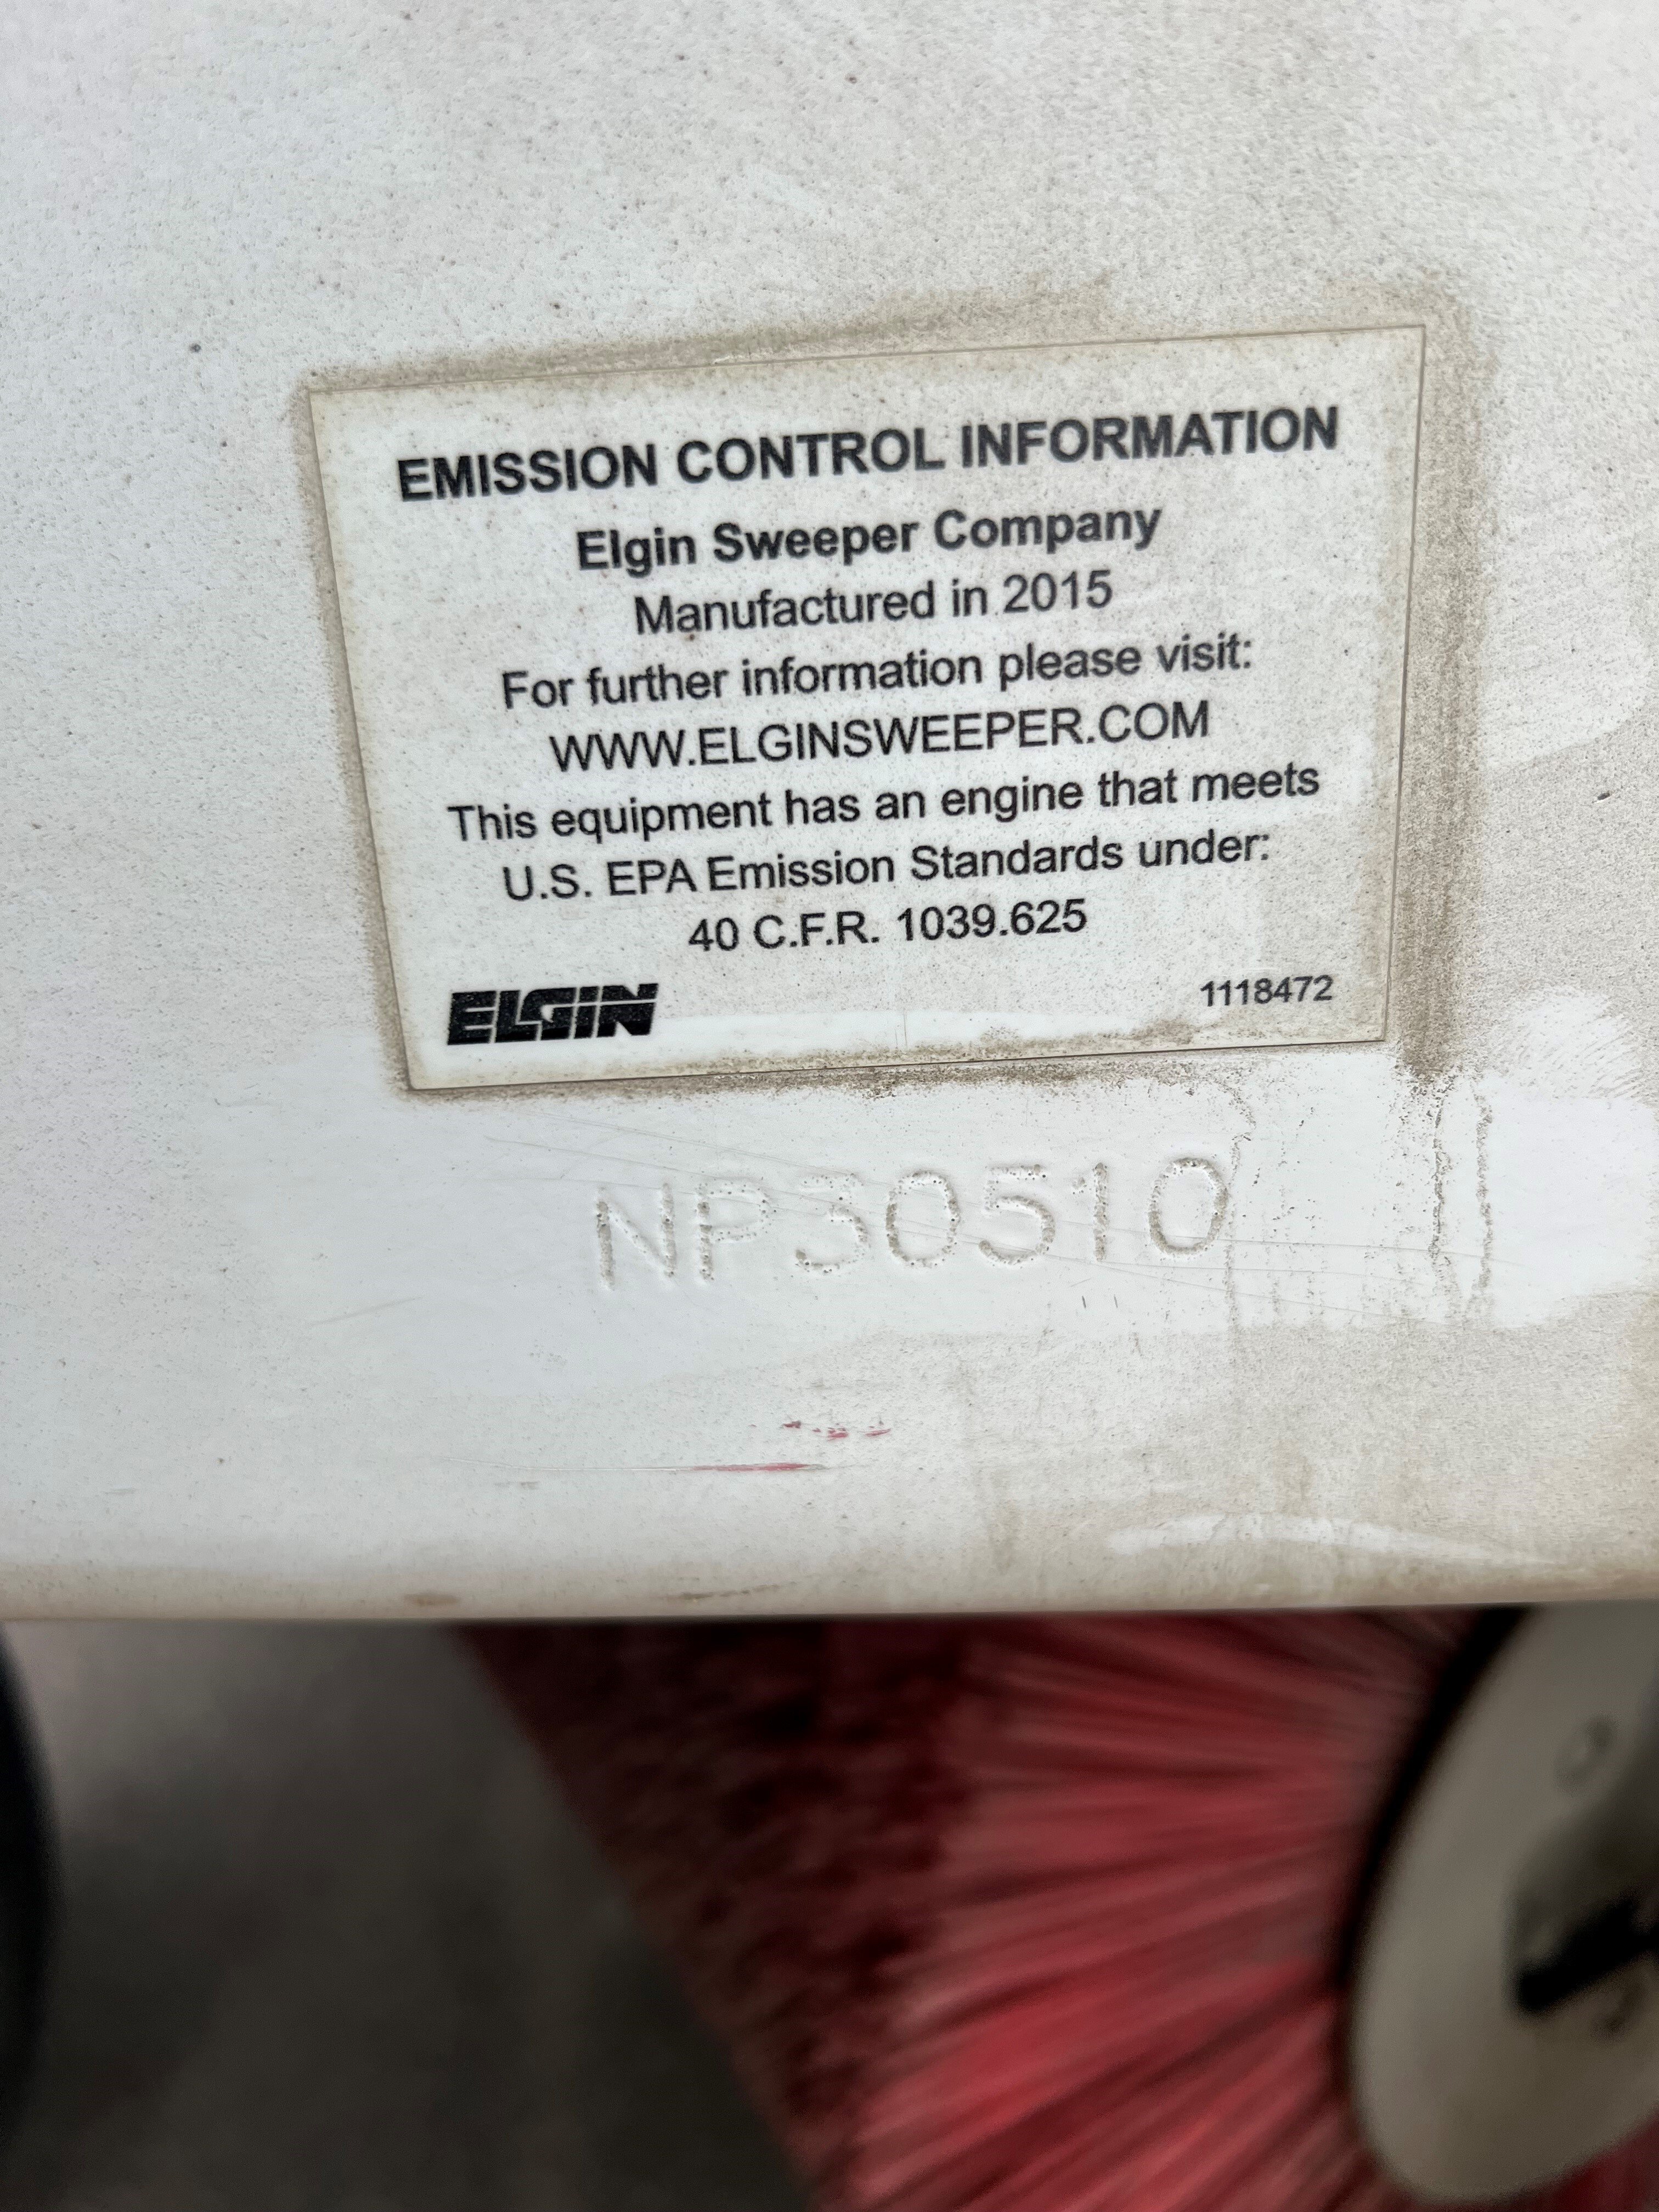 EMISSION CONTROL INFORMATION
Elgin Sweeper Company
Manufactured in 2015
For further information please visit:
WWW.ELGINSWEEPER.COM
This equipment has an engine that meets
U.S. EPA Emission Standards under:
40 C.F.R. 1039.625
ELGIN 1118472
NP30510